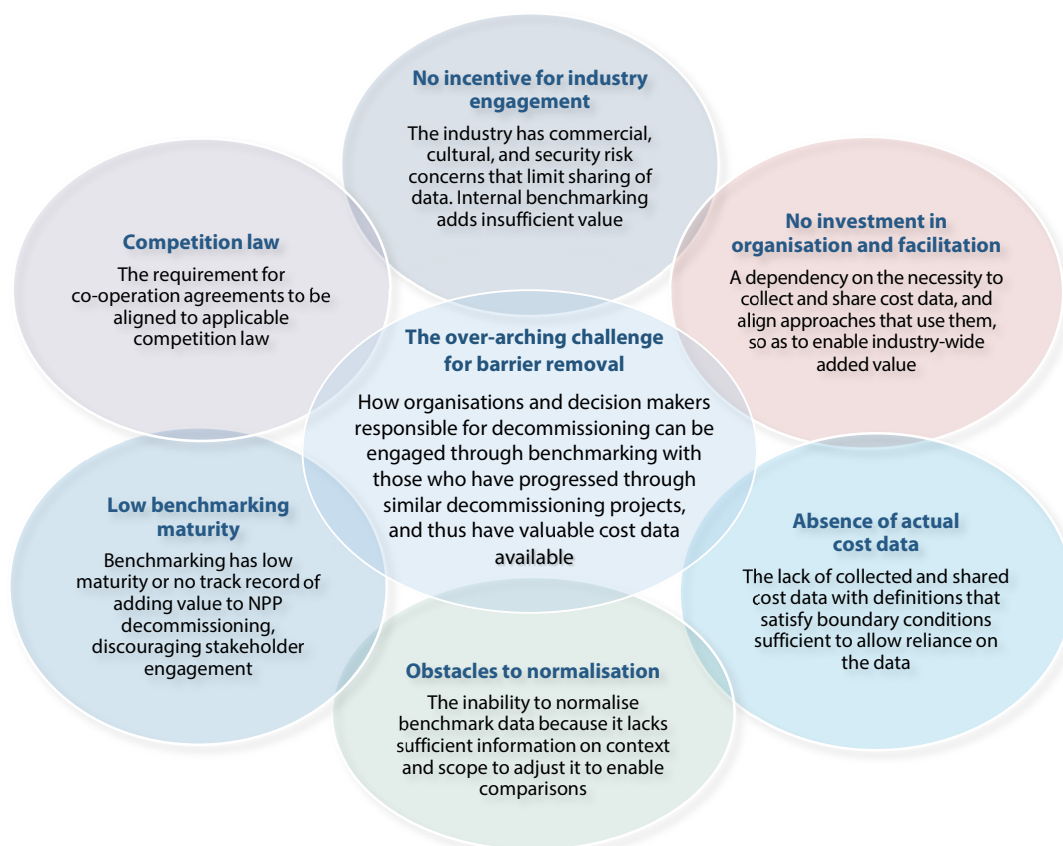 No incentive for industry
engagement
The industry has commercial,
cultural, and security risk
concerns that limit sharing of
data. Internal benchmarking
adds insufficient value
No investment in
organisation and facilitation
A dependency on the necessity to
collect and share cost data, and
align approaches that use them,
so as to enable industry-wide
added value
Absence of actual
cost data
The lack of collected and shared
cost data with definitions that
satisfy boundary conditions
sufficient to allow reliance on
the data
Obstacles to normalisation
The inability to normalise
benchmark data because it lacks
sufficient information on context
and scope to adjust it to enable
comparisons
Low benchmarking
maturity
Benchmarking has low
maturity or no track record of
adding value to NPP
decommissioning,
discouraging stakeholder
engagement
Competition law
The requirement for
co-operation agreements to be
aligned to applicable
competition law
The over-arching challenge
for barrier removal
How organisations and decision makers
responsible for decommissioning can be
engaged through benchmarking with
those who have progressed through
similar decommissioning projects,
and thus have valuable cost data
available